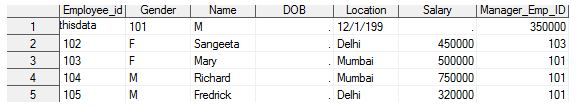 Employee_id Gender Name DOB Location Salary Manager_Emp_ID
1 thisdata 101 M . 12/1/199 . 350000
2 102 F Sangeeta . Delhi 450000 103
3 103 F Mary . Mumbai 500000 101
4 104 M Richard . Mumbai 750000 101
5 105 M Fredrick . Delhi 320000 101